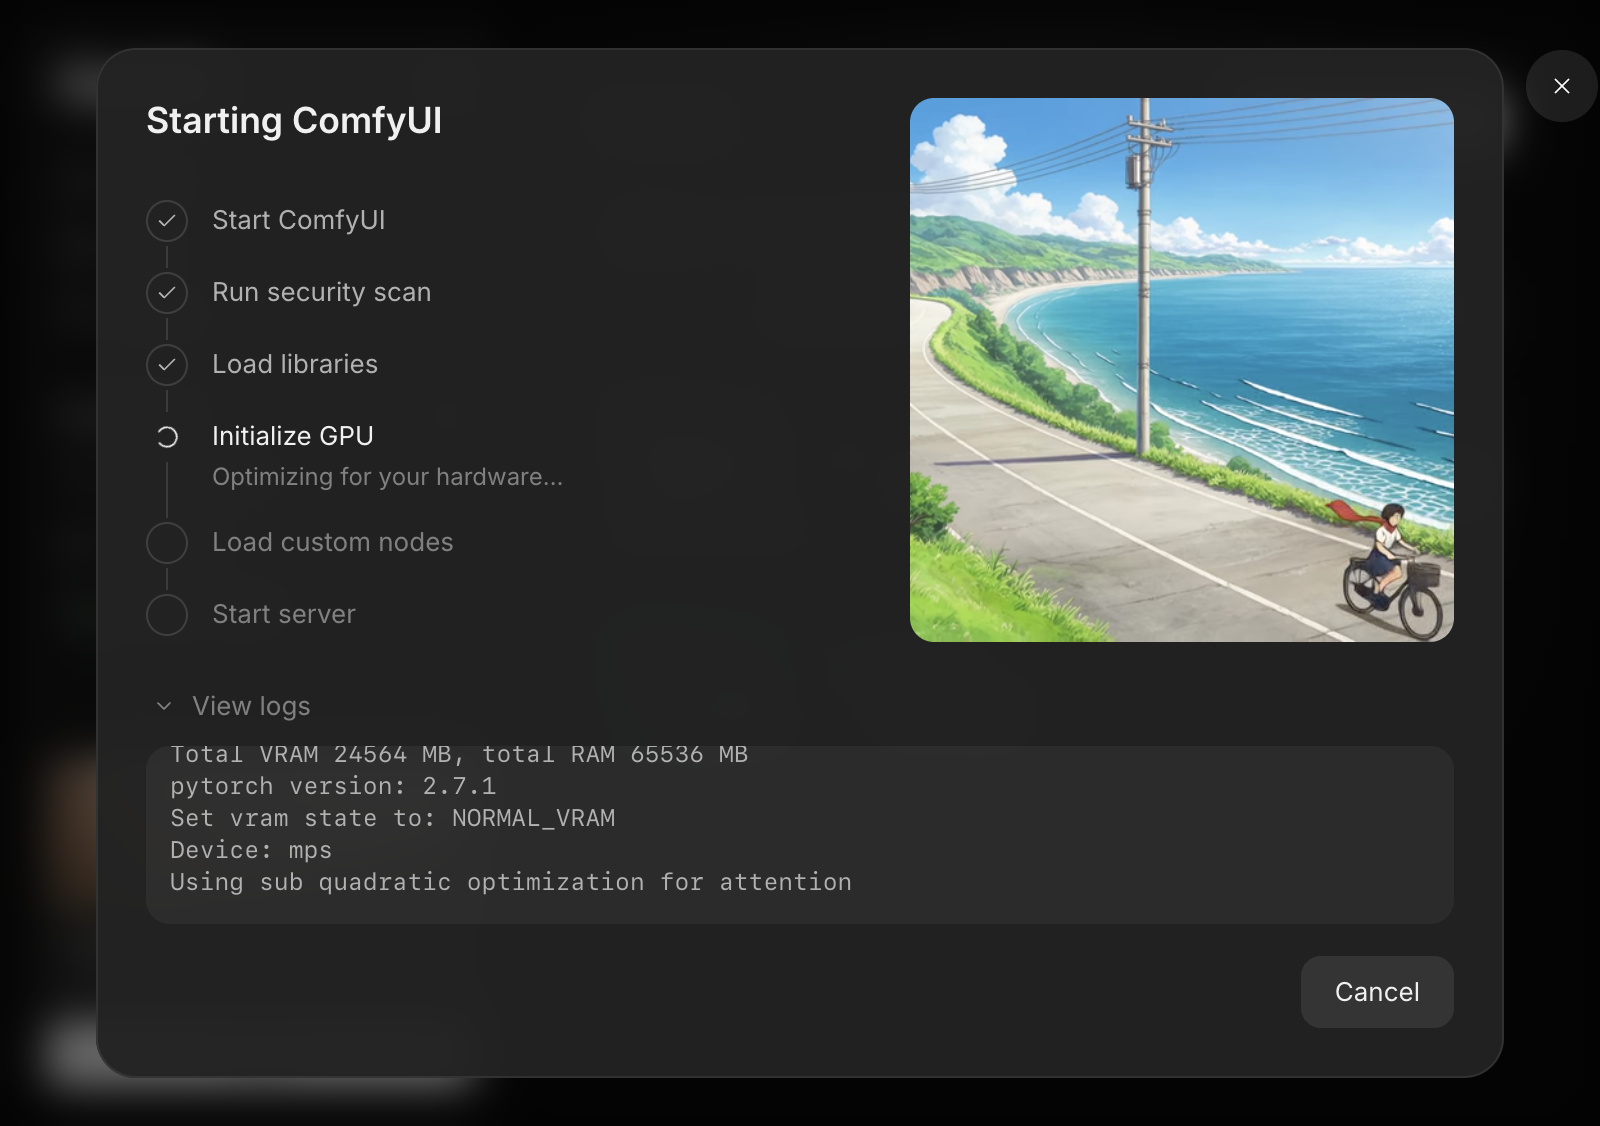 Starting ComfyUI
Start ComfyUI
Run security scan
Load libraries
Initialize GPU
Optimizing for your hardware...
Load custom nodes
Start server
View logs
Total VRAM 24564 MB, total RAM 65536 MB
pytorch version: 2.7.1
Set vram state to: NORMAL_VRAM
Device: mps
Using sub quadratic optimization for attention
Cancel